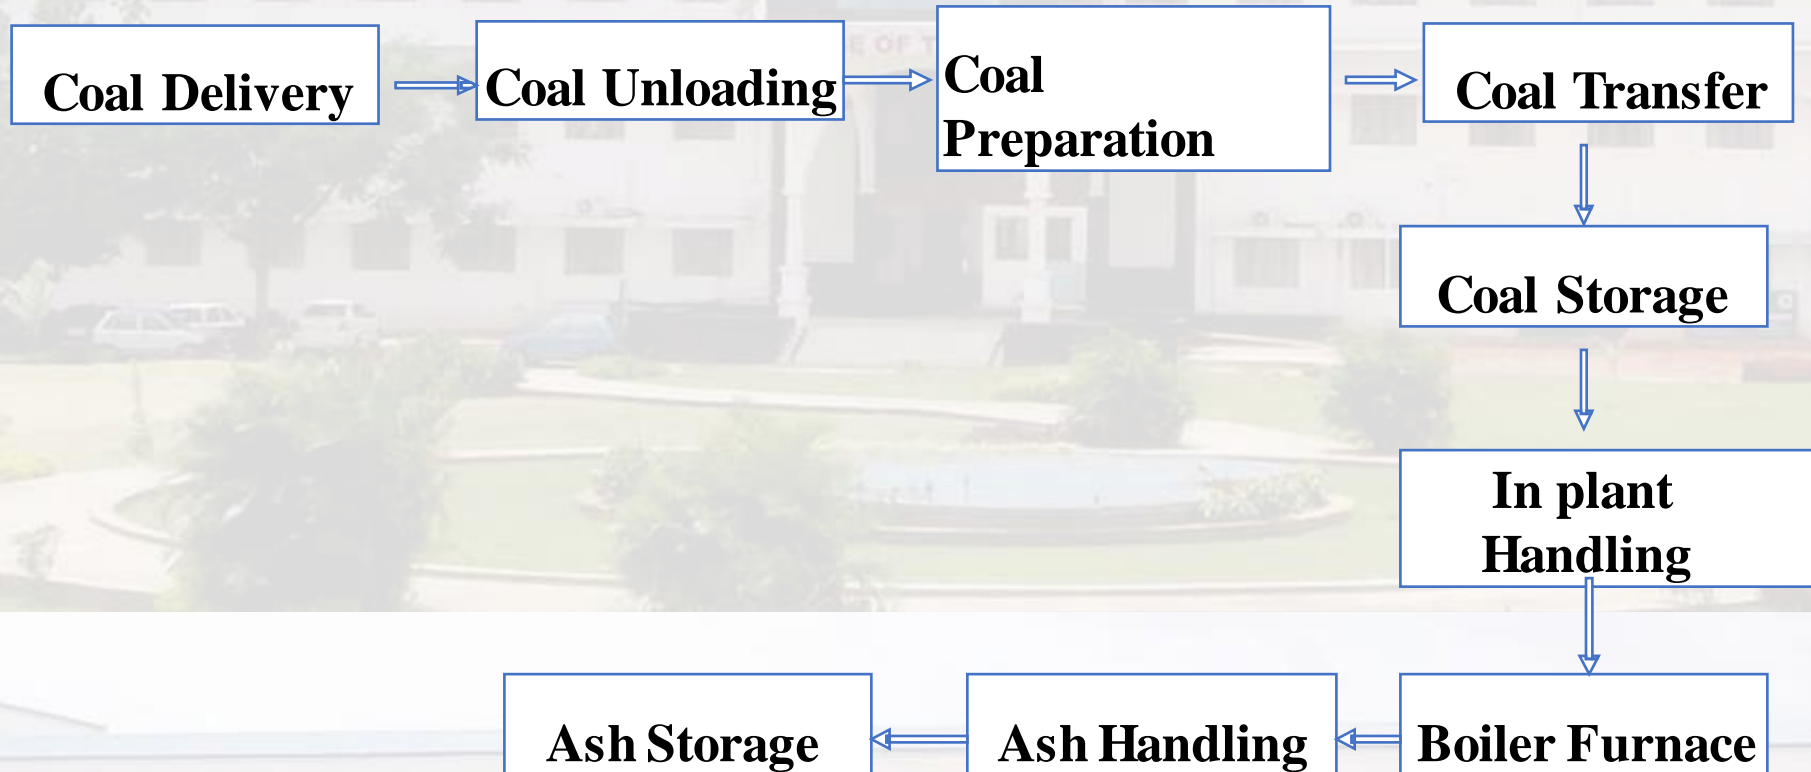 Coal Delivery
Coal Unloading
Coal
Preparation
Coal Transfer
Coal Storage
In plant
Handling
Boiler Furnace
Ash Handling
Ash Storage